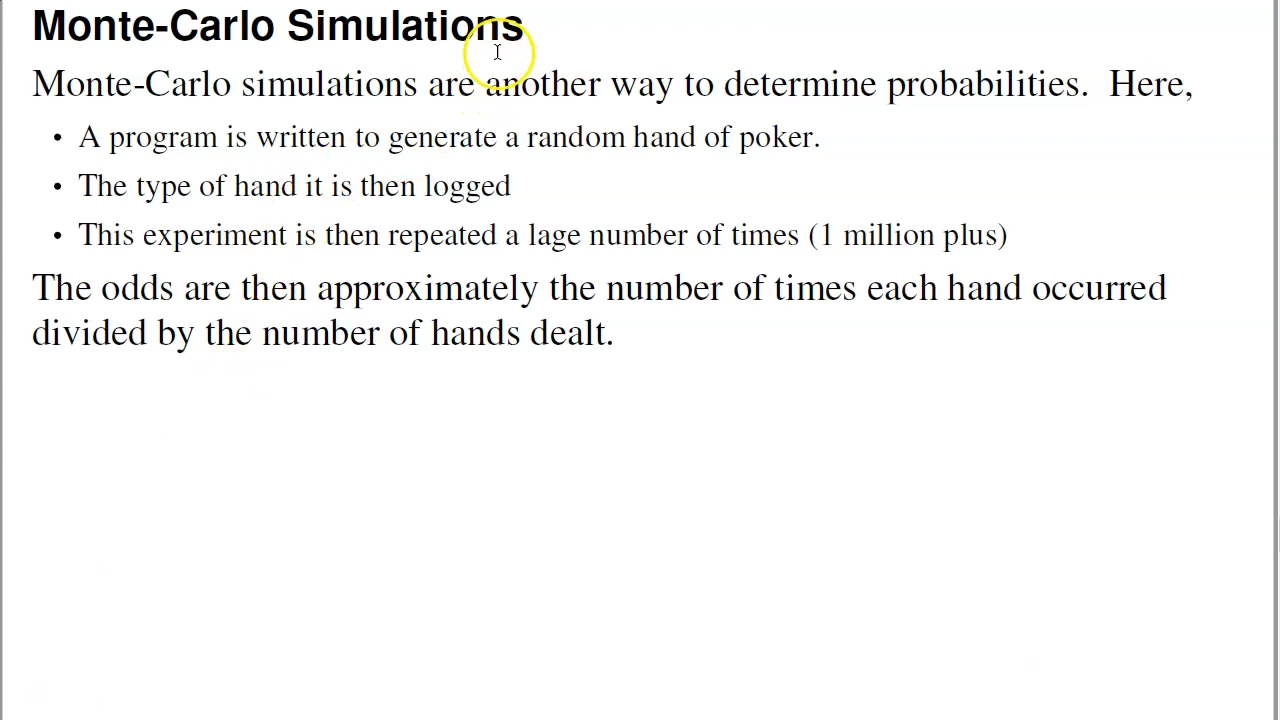 Monte-Carlo Simulations
Monte-Carlo simulations are another way to determine probabilities.  Here,
• A program is written to generate a random hand of poker.
• The type of hand it is then logged
• This experiment is then repeated a lage number of times (1 million plus)
The odds are then approximately the number of times each hand occurred
divided by the number of hands dealt.